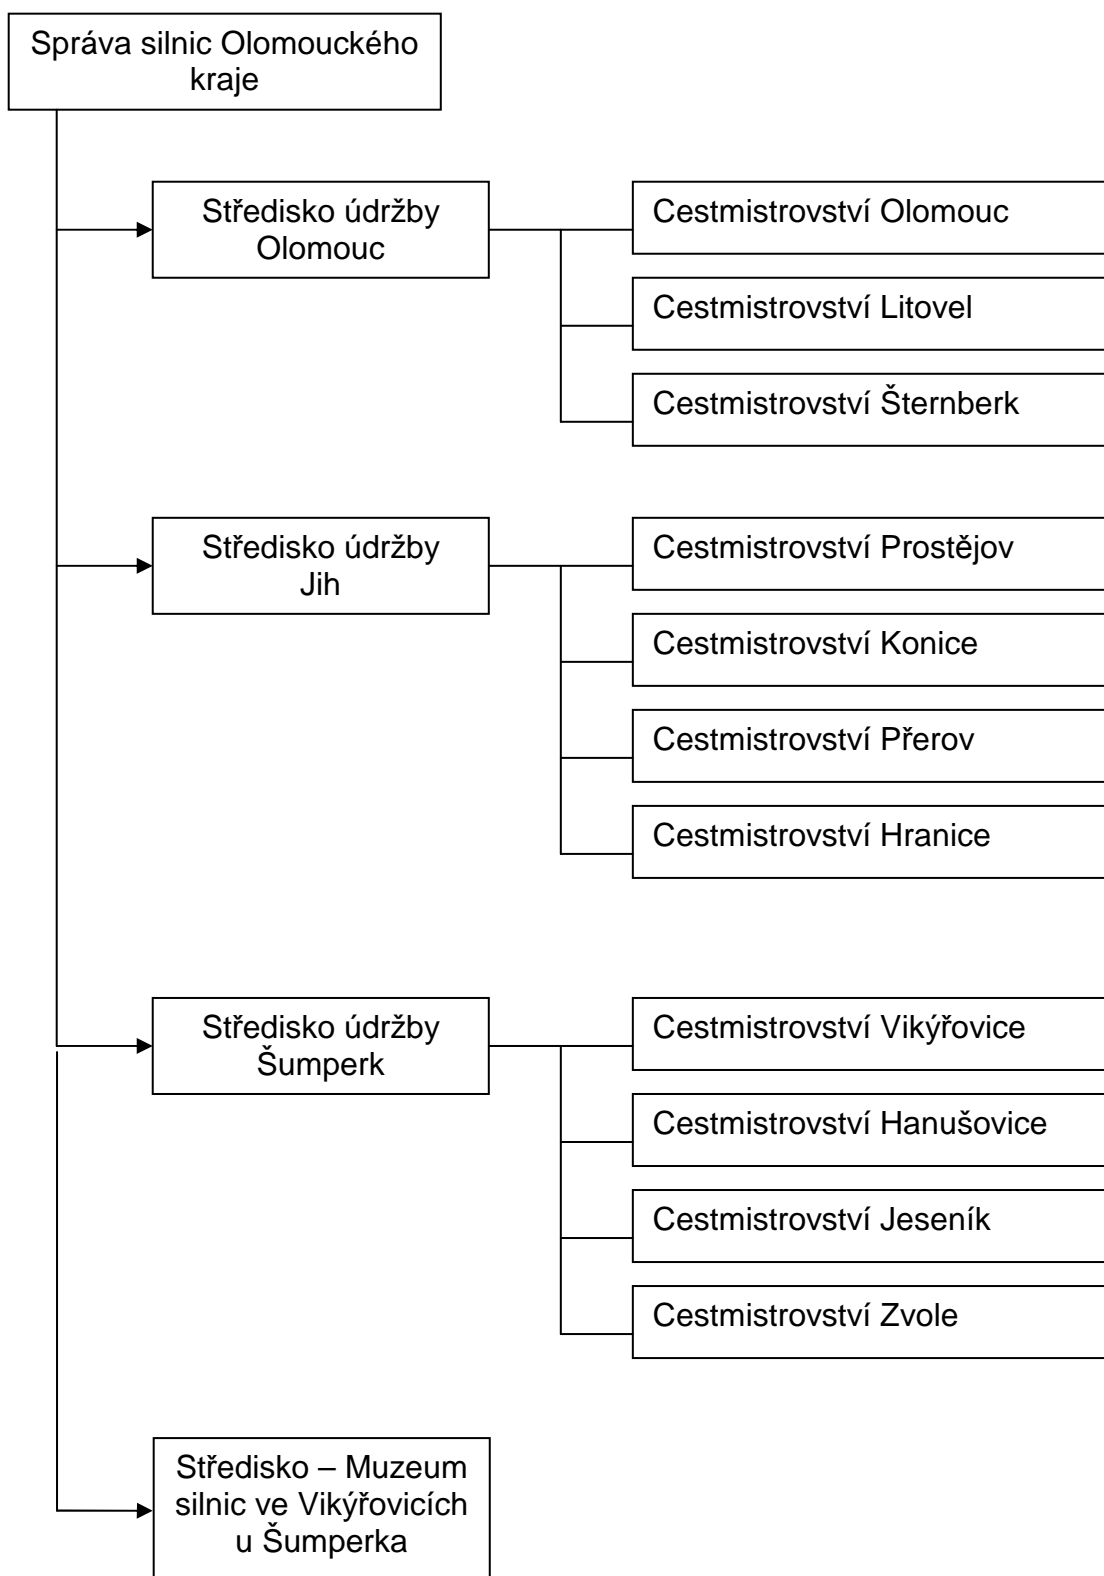 Správa silnic Olomouckého
kraje
Středisko údržby
Olomouc
Cestmistrovství Olomouc
Cestmistrovství Litovel
Cestmistrovství Šternberk
Středisko údržby
Jih
Cestmistrovství Prostějov
Cestmistrovství Konice
Cestmistrovství Přerov
Cestmistrovství Hranice
Středisko údržby
Šumperk
Cestmistrovství Vikýřovice
Cestmistrovství Hanušovice
Cestmistrovství Jeseník
Cestmistrovství Zvole
Středisko – Muzeum
silnic ve Vikýřovicích
u Šumperka